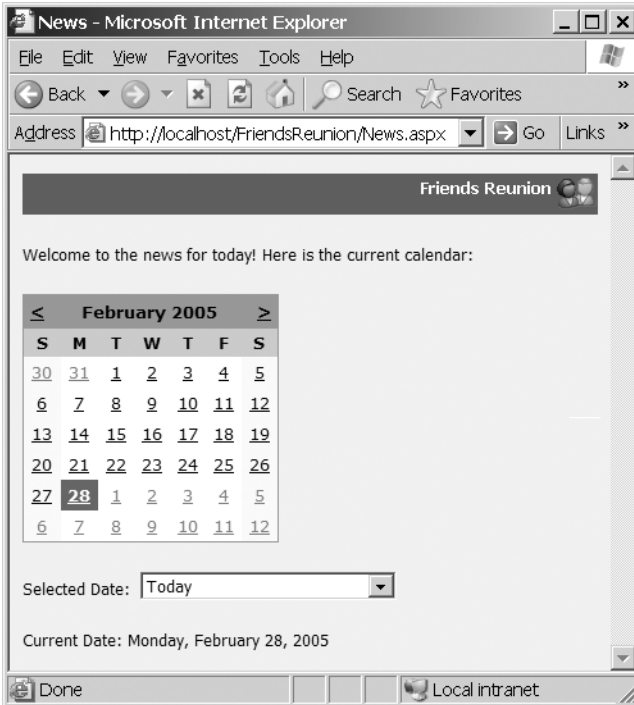 News - Microsoft Internet Explorer
File Edit View Favorites Tools Help
Back Search Favorites »
Address http://localhost/FriendsReunion/News.aspx Go Links »
Friends Reunion
Welcome to the news for today! Here is the current calendar:
< February 2005 >
S M T W T F S
30 31 1 2 3 4 5
6 7 8 9 10 11 12
13 14 15 16 17 18 19
20 21 22 23 24 25 26
27 28 1 2 3 4 5
6 7 8 9 10 11 12
Selected Date: Today
Current Date: Monday, February 28, 2005
Done Local intranet